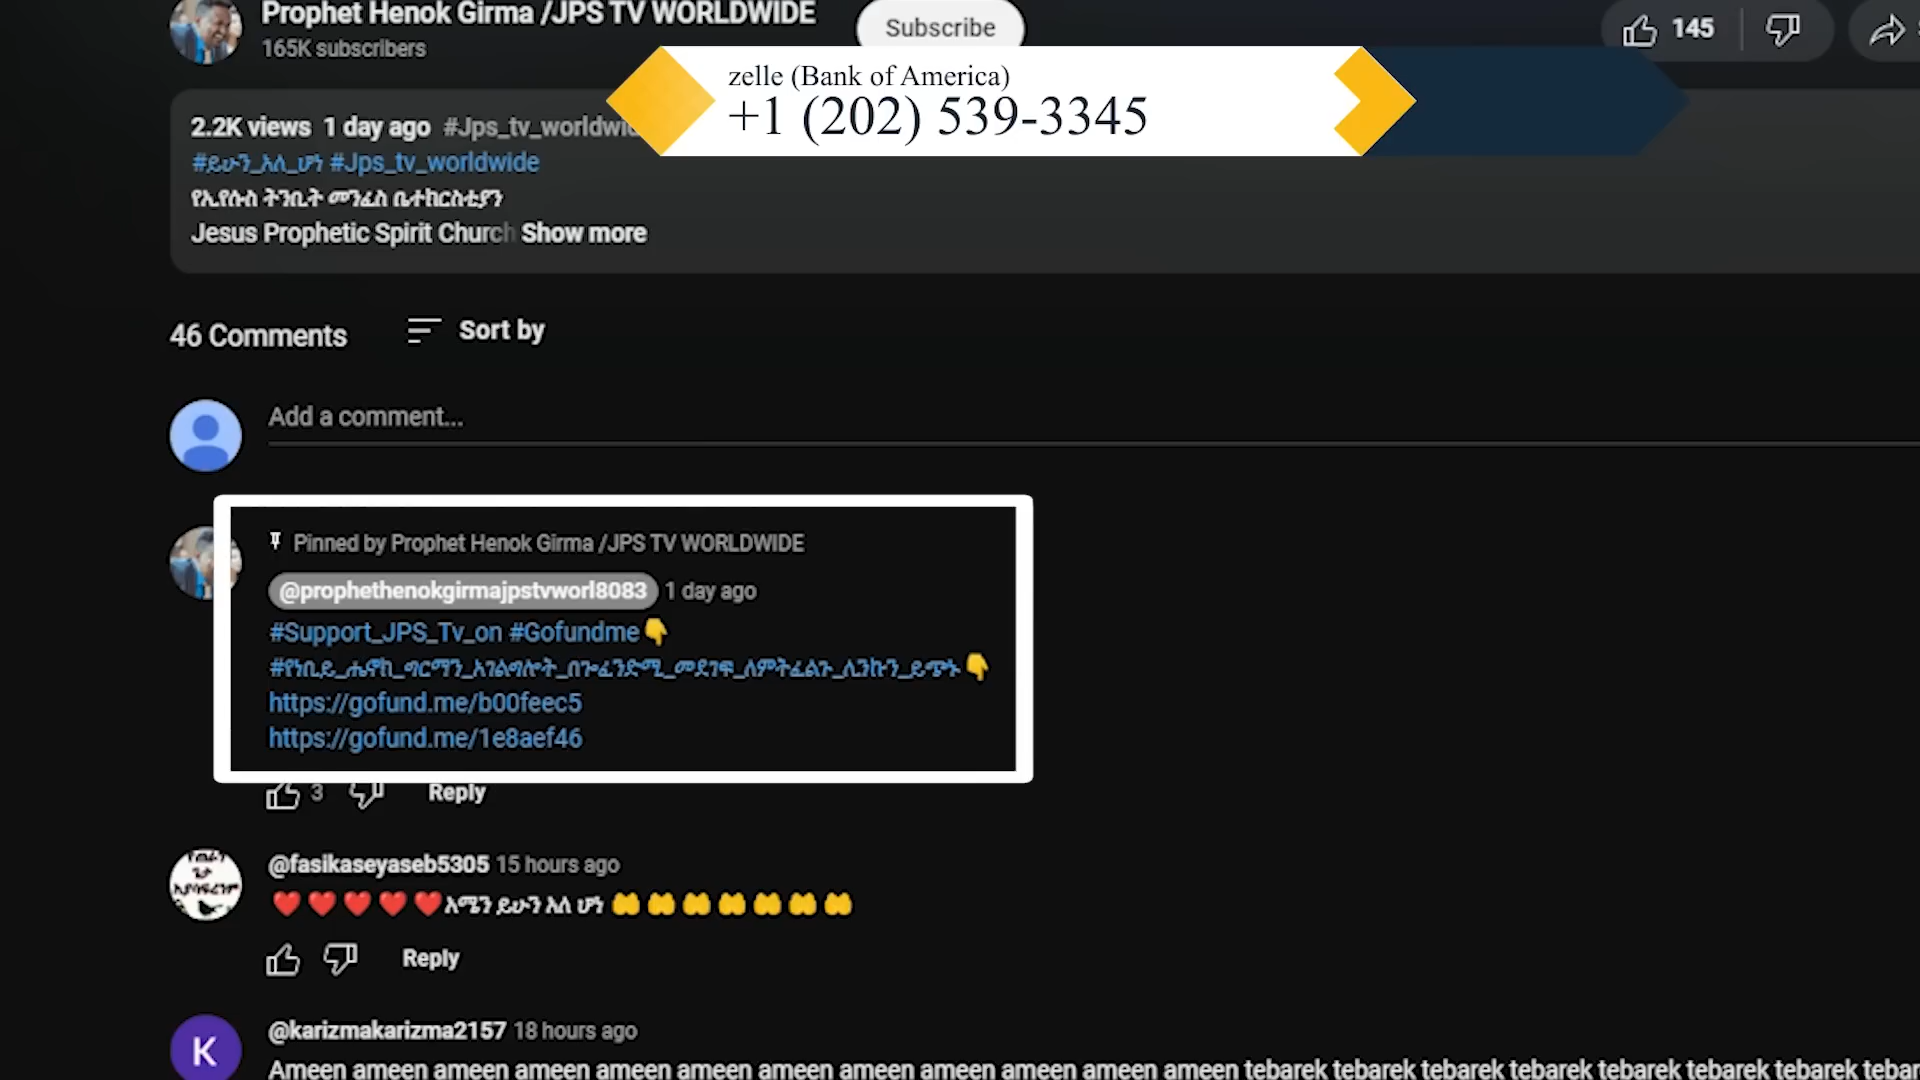 Prophet Henok Girma /JPS TV WORLDWIDE
165K subscribers
Subscribe
145
zelle (Bank of America)
+1 (202) 539-3345
2.2K views 1 day ago #Jps_tv_worldwid
#ይሁን_አለ_ሆነ #Jps_tv_worldwide
የኢየሱስ ትንቢት መንፈስ ቤተክርስቲያን
Jesus Prophetic Spirit Church Show more
46 Comments
Sort by
Add a comment...
Pinned by Prophet Henok Girma /JPS TV WORLDWIDE
@prophethenokgirmajpstvworl8083 1 day ago
#Support_JPS_Tv_on #Gofundme👇
#የነቢይ_ሔኖክ_ግርማን_አገልግሎት_በጎፈንድሚ_መደገፍ_ለምትፈልጉ_ሊንኩን_ይጭኑ👇
https://gofund.me/b00feec5
https://gofund.me/1e8aef46
3
Reply
@fasikaseyaseb5305 15 hours ago
❤️❤️❤️❤️❤️አሜን ይሁን አለ ሆነ 🤲🤲🤲🤲🤲🤲🤲
Reply
K
@karizmakarizma2157 18 hours ago
Ameen ameen ameen ameen ameen ameen ameen ameen ameen ameen ameen ameen tebarek tebarek tebarek tebarek tebarek tebarek tebarek tebar